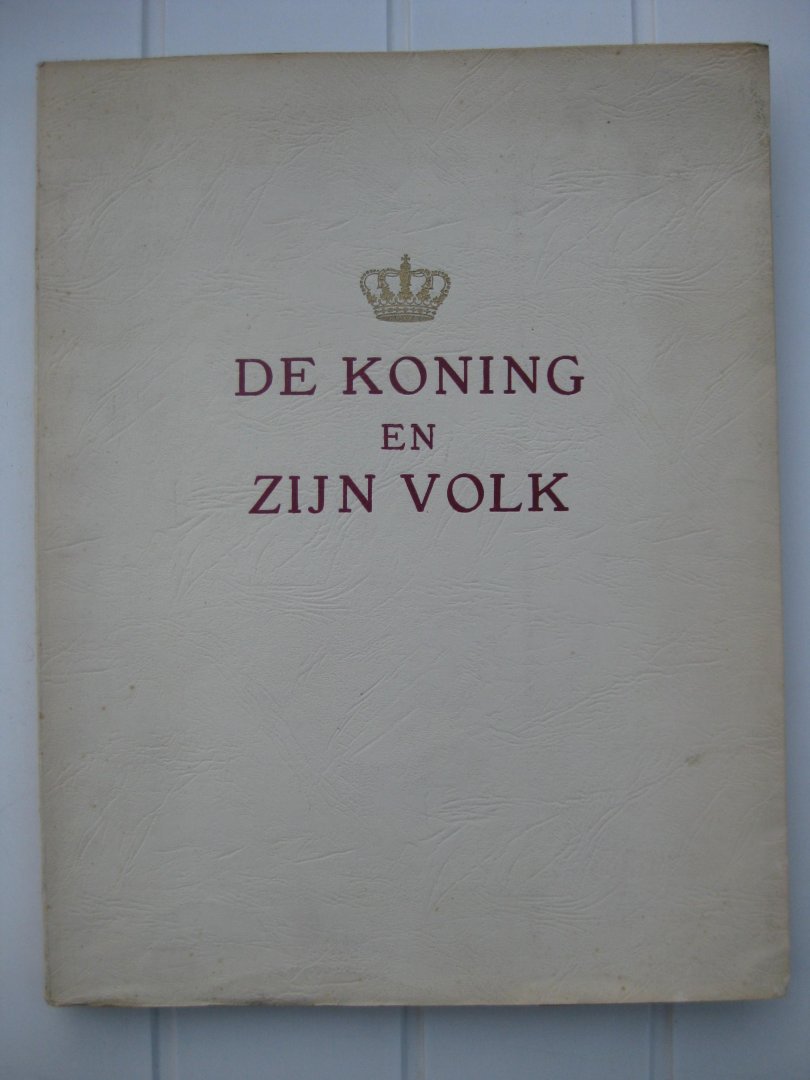 DE KONING
EN
ZIJN VOLK